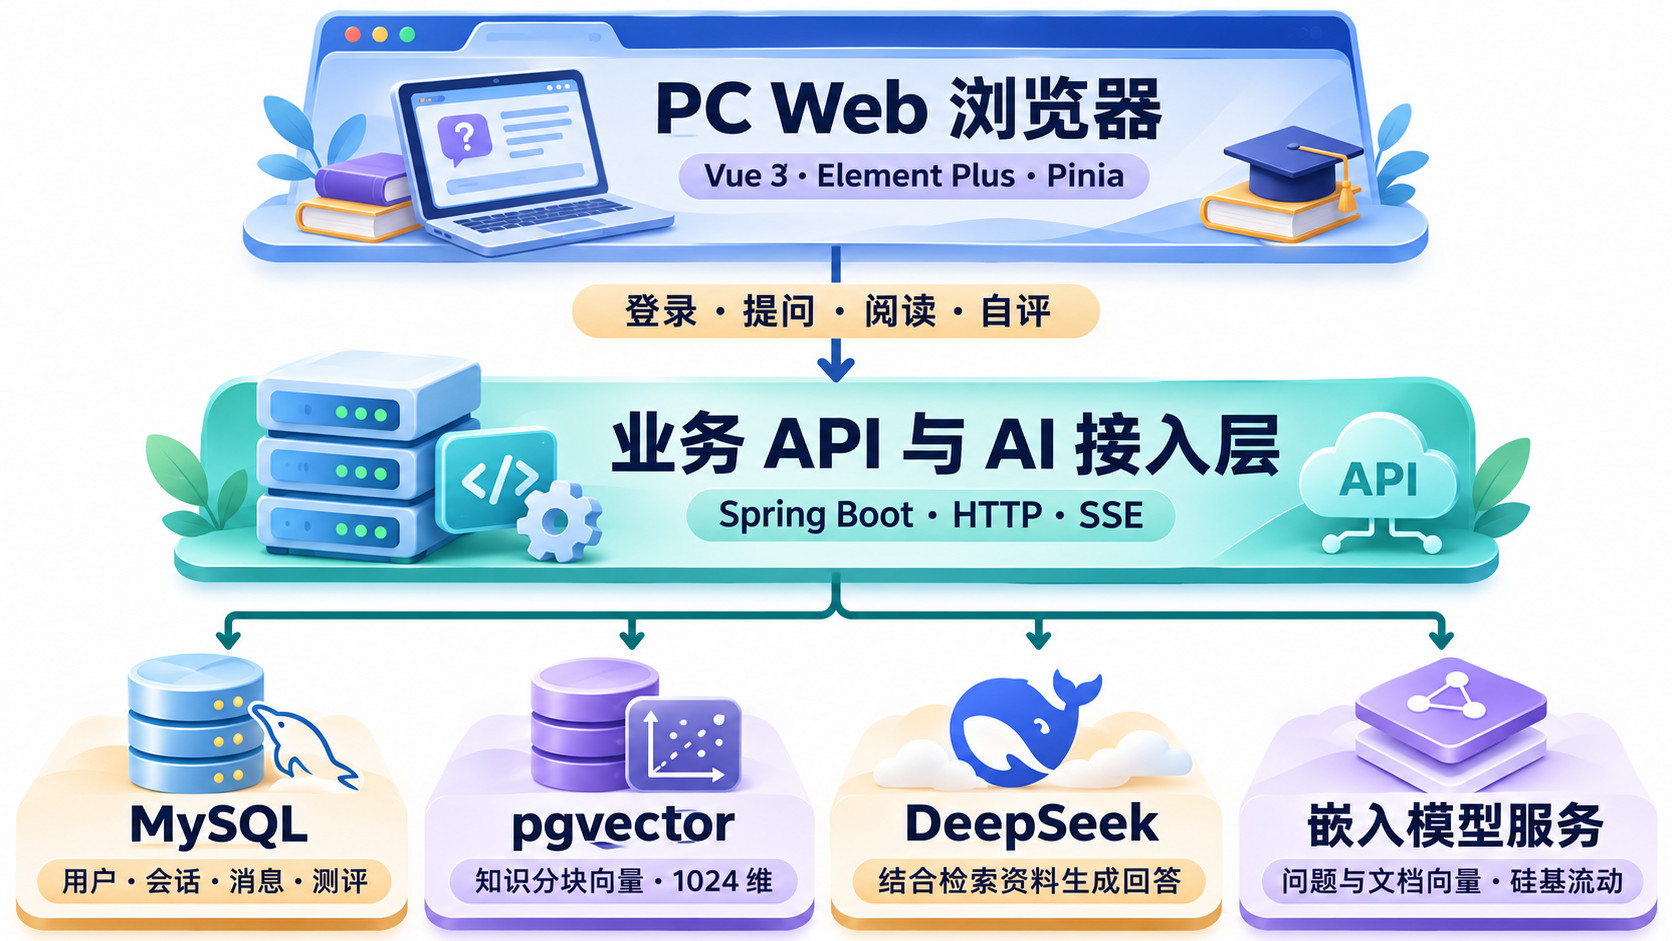 PC Web 浏览器
Vue 3 · Element Plus · Pinia
登录 · 提问 · 阅读 · 自评
业务 API 与 AI 接入层
Spring Boot · HTTP · SSE
</>
API
MySQL
用户 · 会话 · 消息 · 测评
pgvector
知识分块向量 · 1024 维
DeepSeek
结合检索资料生成回答
嵌入模型服务
问题与文档向量 · 硅基流动